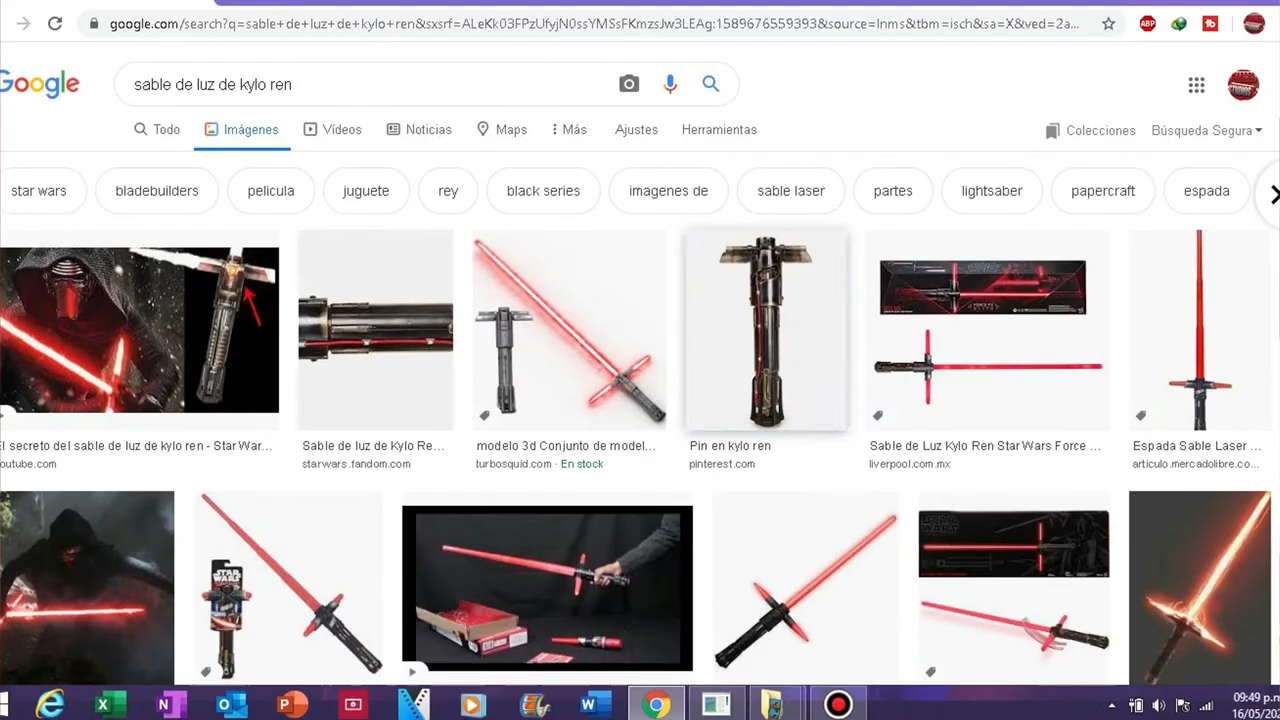 google.com/search?q=sable+de+luz+de+kylo+ren&sxsrf=ALeKk03FPzUhiN0ssYMSsFKmzsJw3LEAg:1589676559393&source=lnms&tbm=isch&sa=X&ved=2a...
ABP
Google
sable de luz de kylo ren
Todo
Imágenes
Vídeos
Noticias
Maps
Más
Ajustes
Herramientas
Colecciones
Búsqueda Segura
star wars
bladebuilders
pelicula
juguete
rey
black series
imagenes de
sable laser
partes
lightsaber
papercraft
espada
El secreto del sable de luz de kylo ren - Star War...
outube.com
Sable de luz de Kylo Re...
starwars.fandom.com
modelo 3d Conjunto de model...
turbosquid.com · En stock
Pin en kylo ren
pinterest.com
Sable de Luz Kylo Ren Star Wars Force ...
liverpool.com.mx
Espada Sable Laser ...
articulo.mercadolibre.co...
STAR WARS
09:49 p.m
16/05/202